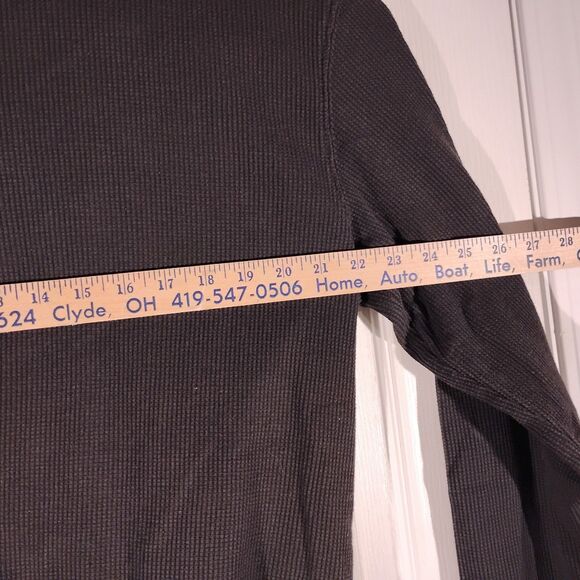 3 14 15 16 17 18 19 20 21 22 23 24 25 26 27 28
624 Clyde, OH 419-547-0506 Home, Auto, Boat, Life, Farm,